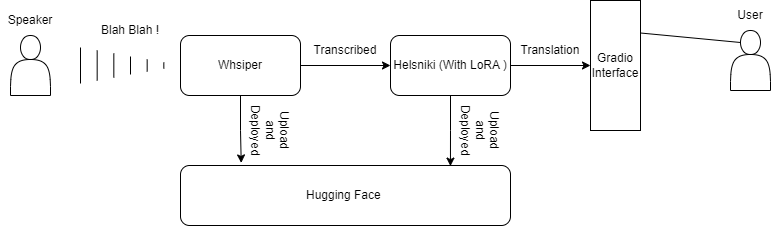 Speaker
Blah Blah !
Whsiper
Transcribed
Helsniki (With LoRA )
Translation
Gradio
Interface
User
Upload
and
Deployed
Upload
and
Deployed
Hugging Face